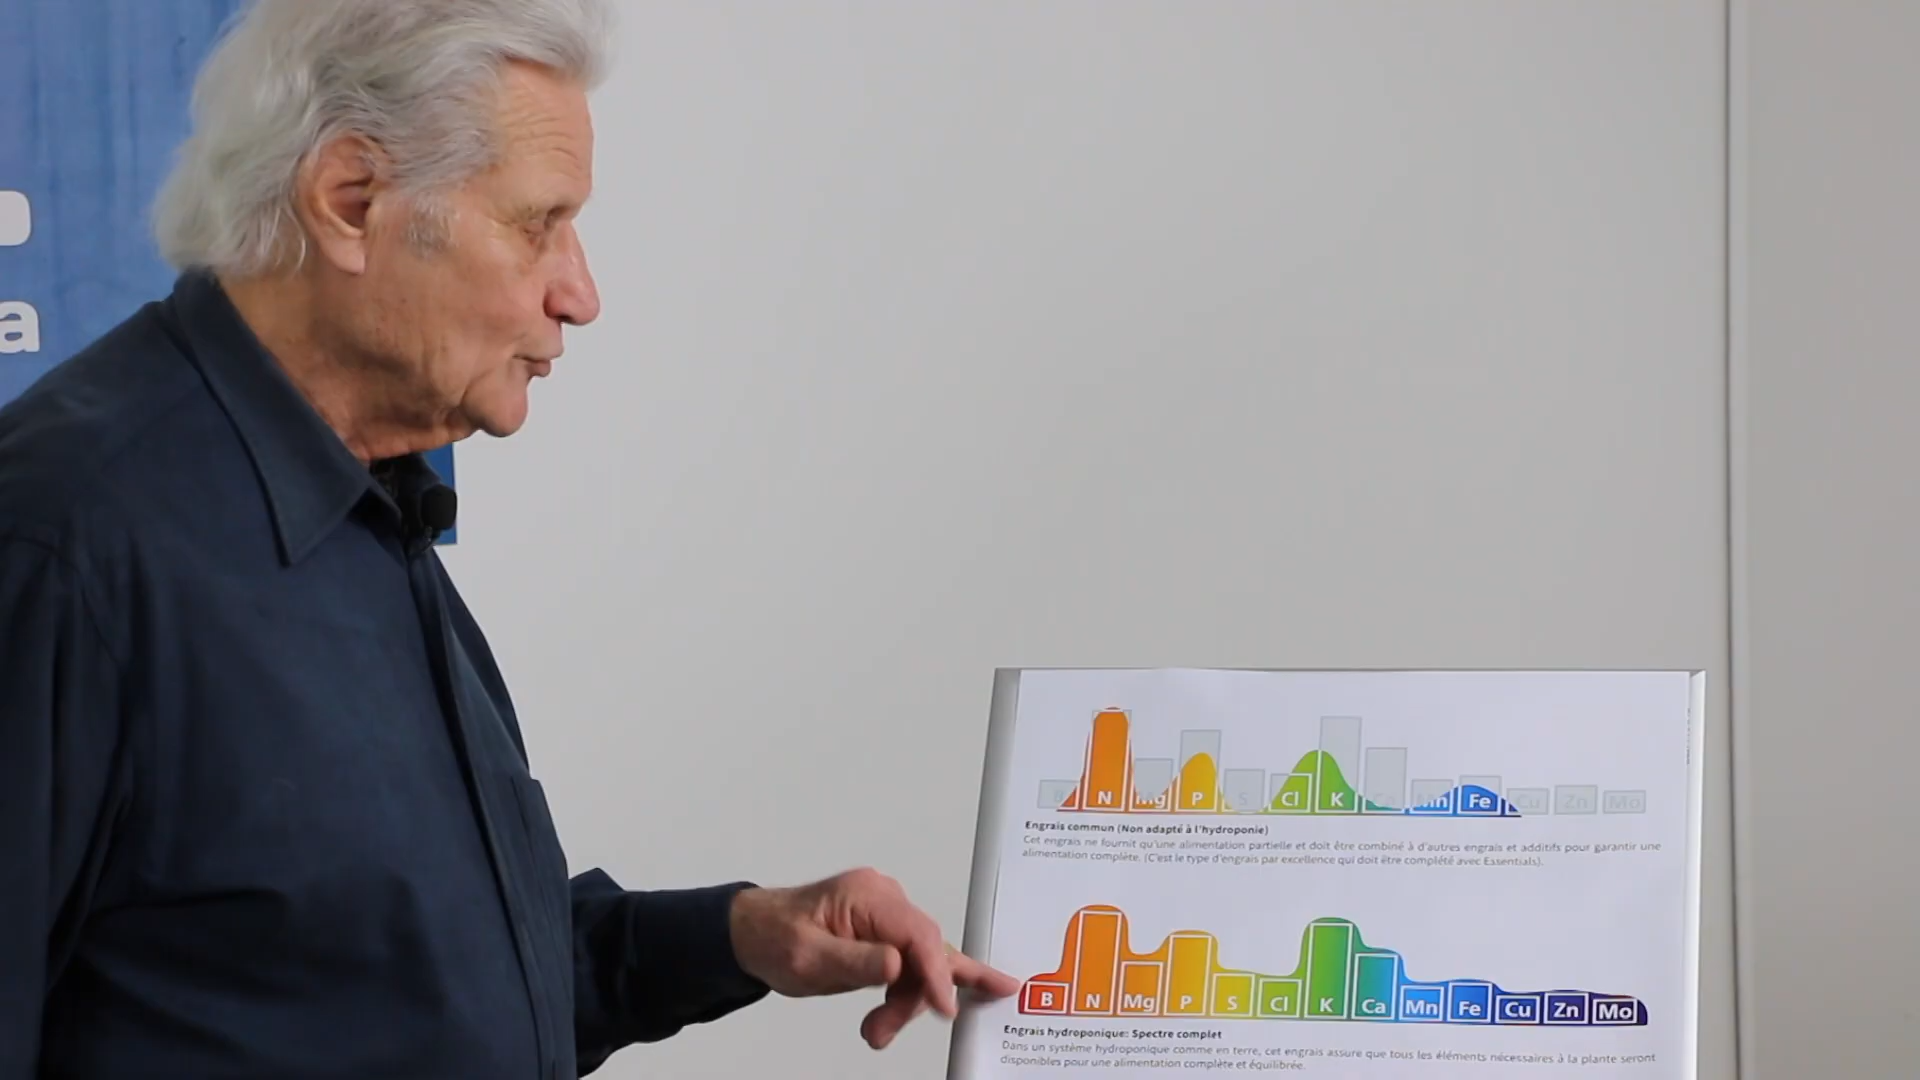 a
B N Mg P S Cl K Ca Mn Fe Cu Zn Mo
Engrais commun (Non adapté à l'hydroponie)
Cet engrais ne fournit qu'une alimentation partielle et doit être combiné à d'autres engrais et additifs pour garantir une
alimentation complète. (C'est le type d'engrais par excellence qui doit être complété avec Essentials).
B N Mg P S Cl K Ca Mn Fe Cu Zn Mo
Engrais hydroponique: Spectre complet
Dans un système hydroponique comme en terre, cet engrais assure que tous les éléments nécessaires à la plante seront
disponibles pour une alimentation complète et équilibrée.